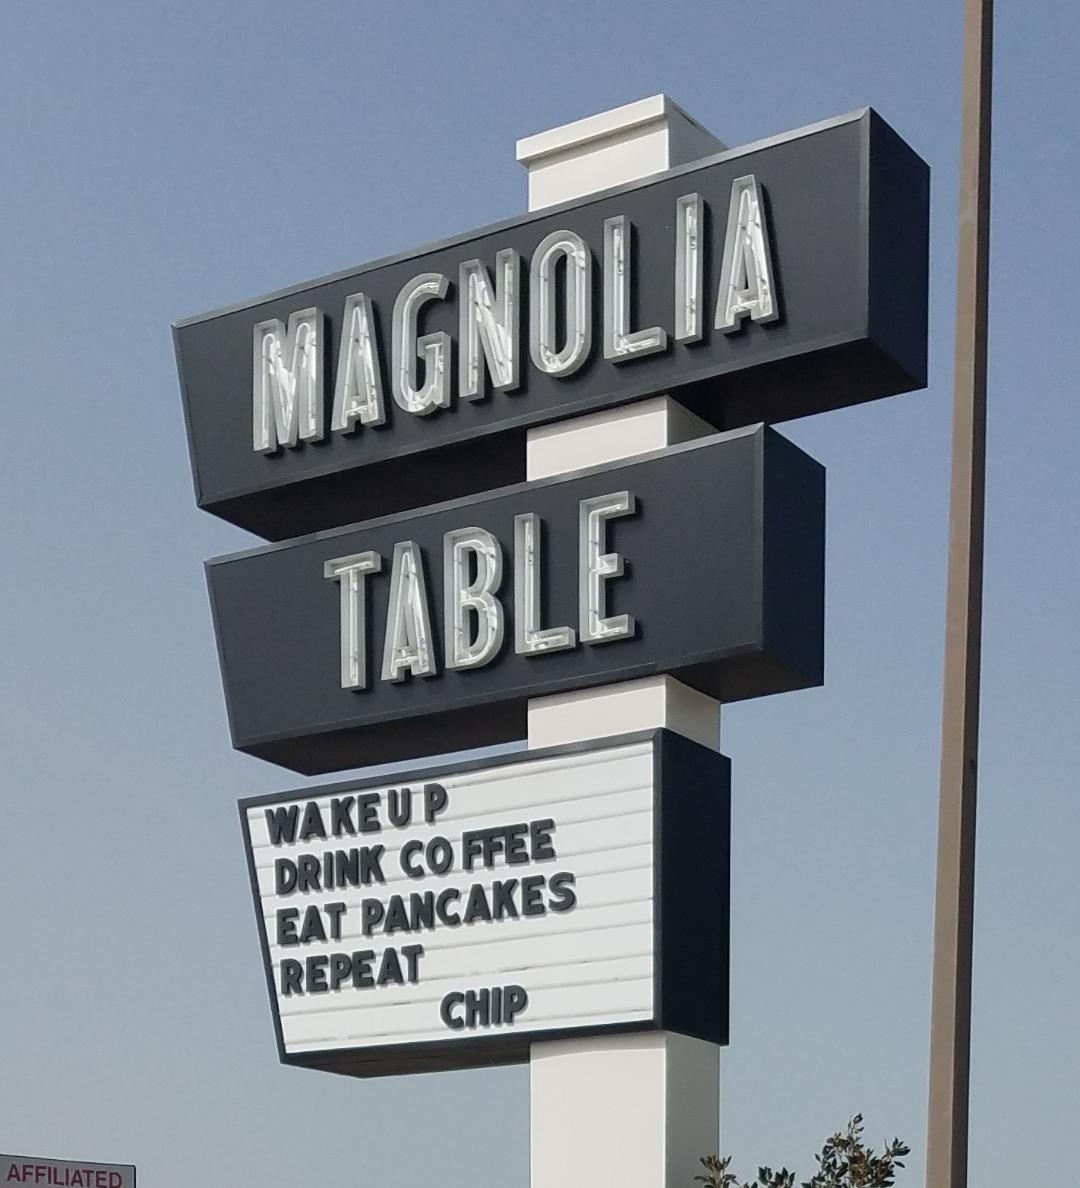 MAGNOLIA
TABLE
WAKE UP
DRINK COFFEE
EAT PANCAKES
REPEAT
CHIP
AFFILIATED